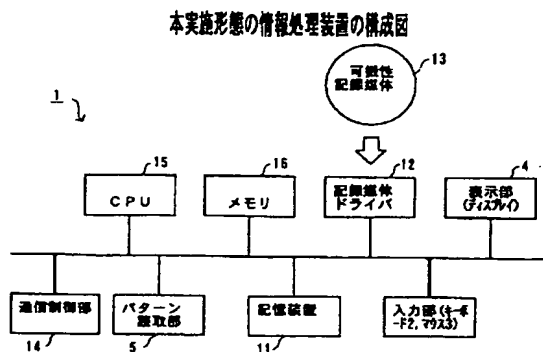 本実施形態の情報処理装置の構成図
可搬性
記録媒体
13
1
15
16
12
4
CPU
メモリ
記録媒体
ドライバ
表示部
(ディスプレイ)
通信制御部
パターン
読取部
記憶装置
入力部(キーボ
ード2,マウス3)
14
5
11